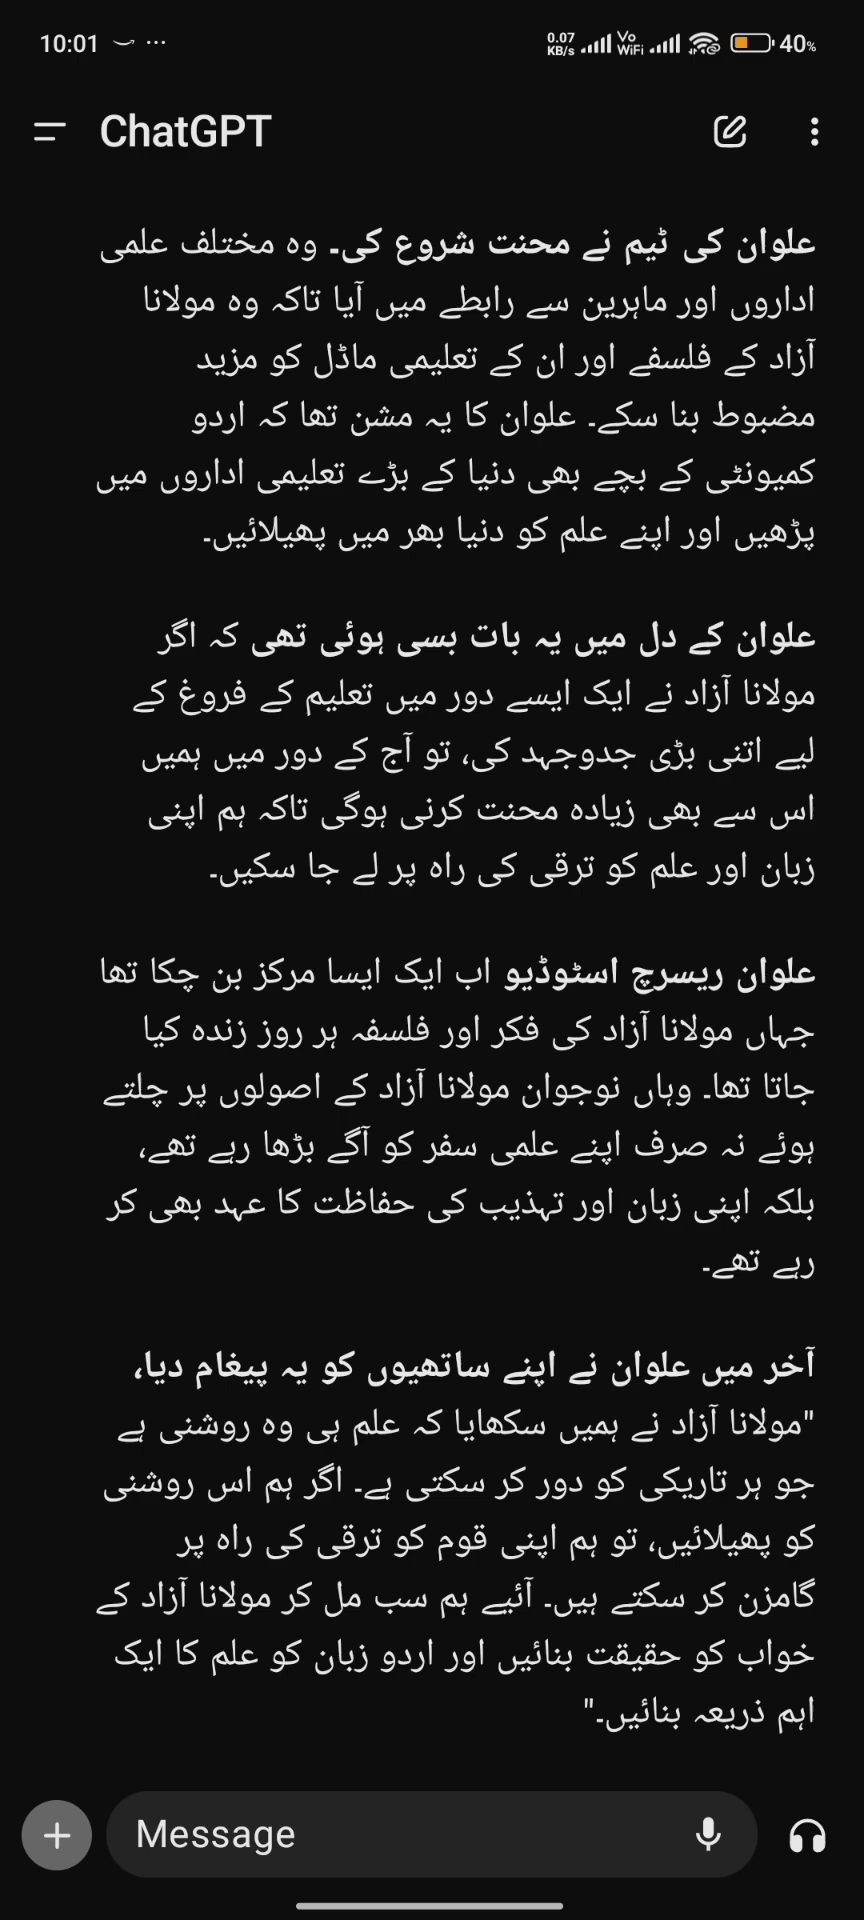 10:01
0.07 KB/s
Vo WiFi
40%
ChatGPT
علوان کی ٹیم نے محنت شروع کی۔ وہ مختلف علمی
اداروں اور ماہرین سے رابطے میں آیا تاکہ وہ مولانا
آزاد کے فلسفے اور ان کے تعلیمی ماڈل کو مزید
مضبوط بنا سکے۔ علوان کا یہ مشن تھا کہ اردو
کمیونٹی کے بچے بھی دنیا کے بڑے تعلیمی اداروں میں
پڑھیں اور اپنے علم کو دنیا بھر میں پھیلائیں۔
علوان کے دل میں یہ بات بسی ہوئی تھی کہ اگر
مولانا آزاد نے ایک ایسے دور میں تعلیم کے فروغ کے
لیے اتنی بڑی جدوجہد کی، تو آج کے دور میں ہمیں
اس سے بھی زیادہ محنت کرنی ہوگی تاکہ ہم اپنی
زبان اور علم کو ترقی کی راہ پر لے جا سکیں۔
علوان ریسرچ اسٹوڈیو اب ایک ایسا مرکز بن چکا تھا
جہاں مولانا آزاد کی فکر اور فلسفہ ہر روز زندہ کیا
جاتا تھا۔ وہاں نوجوان مولانا آزاد کے اصولوں پر چلتے
ہوئے نہ صرف اپنے علمی سفر کو آگے بڑھا رہے تھے،
بلکہ اپنی زبان اور تہذیب کی حفاظت کا عہد بھی کر
رہے تھے۔
آخر میں علوان نے اپنے ساتھیوں کو یہ پیغام دیا،
"مولانا آزاد نے ہمیں سکھایا کہ علم ہی وہ روشنی ہے
جو ہر تاریکی کو دور کر سکتی ہے۔ اگر ہم اس روشنی
کو پھیلائیں، تو ہم اپنی قوم کو ترقی کی راہ پر
گامزن کر سکتے ہیں۔ آئیے ہم سب مل کر مولانا آزاد کے
خواب کو حقیقت بنائیں اور اردو زبان کو علم کا ایک
اہم ذریعہ بنائیں۔"
Message